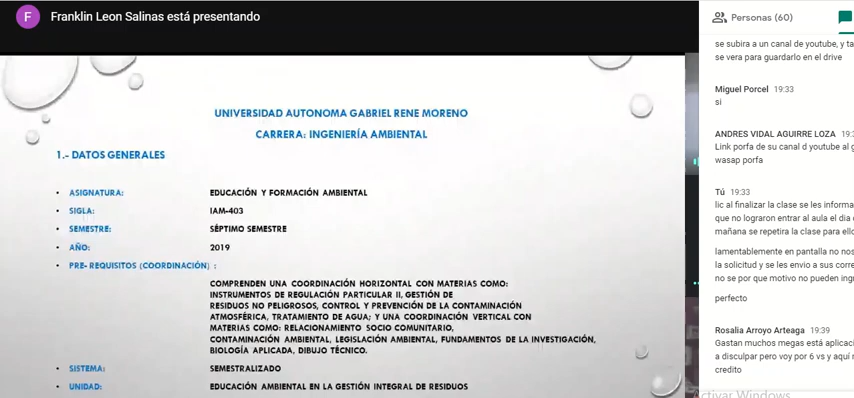 F Franklin Leon Salinas está presentando
UNIVERSIDAD AUTONOMA GABRIEL RENE MORENO
CARRERA: INGENIERÍA AMBIENTAL
1.- DATOS GENERALES
• ASIGNATURA: EDUCACIÓN Y FORMACIÓN AMBIENTAL
• SIGLA: IAM-403
• SEMESTRE: SÉPTIMO SEMESTRE
• AÑO: 2019
• PRE- REQUISITOS (COORDINACIÓN) :
COMPRENDEN UNA COORDINACIÓN HORIZONTAL CON MATERIAS COMO:
INSTRUMENTOS DE REGULACIÓN PARTICULAR II, GESTIÓN DE
RESIDUOS NO PELIGROSOS, CONTROL Y PREVENCIÓN DE LA CONTAMINACIÓN
ATMOSFÉRICA, TRATAMIENTO DE AGUA; Y UNA COORDINACIÓN VERTICAL CON
MATERIAS COMO: RELACIONAMIENTO SOCIO COMUNITARIO,
CONTAMINACIÓN AMBIENTAL, LEGISLACIÓN AMBIENTAL, FUNDAMENTOS DE LA INVESTIGACIÓN,
BIOLOGÍA APLICADA, DIBUJO TÉCNICO.
• SISTEMA: SEMESTRALIZADO
• UNIDAD: EDUCACIÓN AMBIENTAL EN LA GESTIÓN INTEGRAL DE RESIDUOS
Personas (60)
se subira a un canal de youtube, y ta
se vera para guardarlo en el drive
Miguel Porcel 19:33
si
ANDRES VIDAL AGUIRRE LOZA 19:3
Link porfa de su canal d youtube al g
wasap porfa
Tú 19:33
lic al finalizar la clase se les informa
que no lograron entrar al aula el dia
mañana se repetira la clase para ello
lamentablemente en pantalla no nos
la solicitud y se les envio a sus corre
no se por que motivo no pueden ingr
perfecto
Rosalia Arroyo Arteaga 19:39
Gastan muchos megas está aplicaci
a disculpar pero voy por 6 vs y aquí
credito
Activar Windows